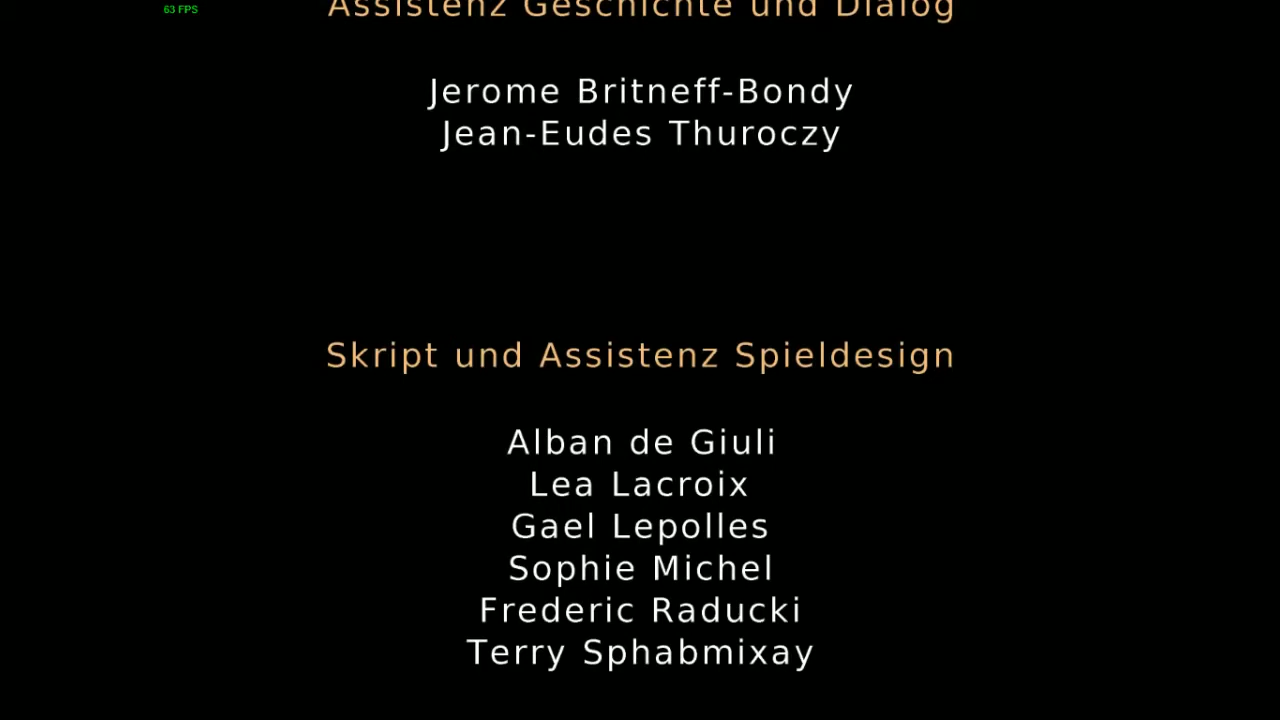 63 FPS
Assistenz Geschichte und Dialog
Jerome Britneff-Bondy
Jean-Eudes Thuroczy
Skript und Assistenz Spieldesign
Alban de Giuli
Lea Lacroix
Gael Lepolles
Sophie Michel
Frederic Raducki
Terry Sphabmixay